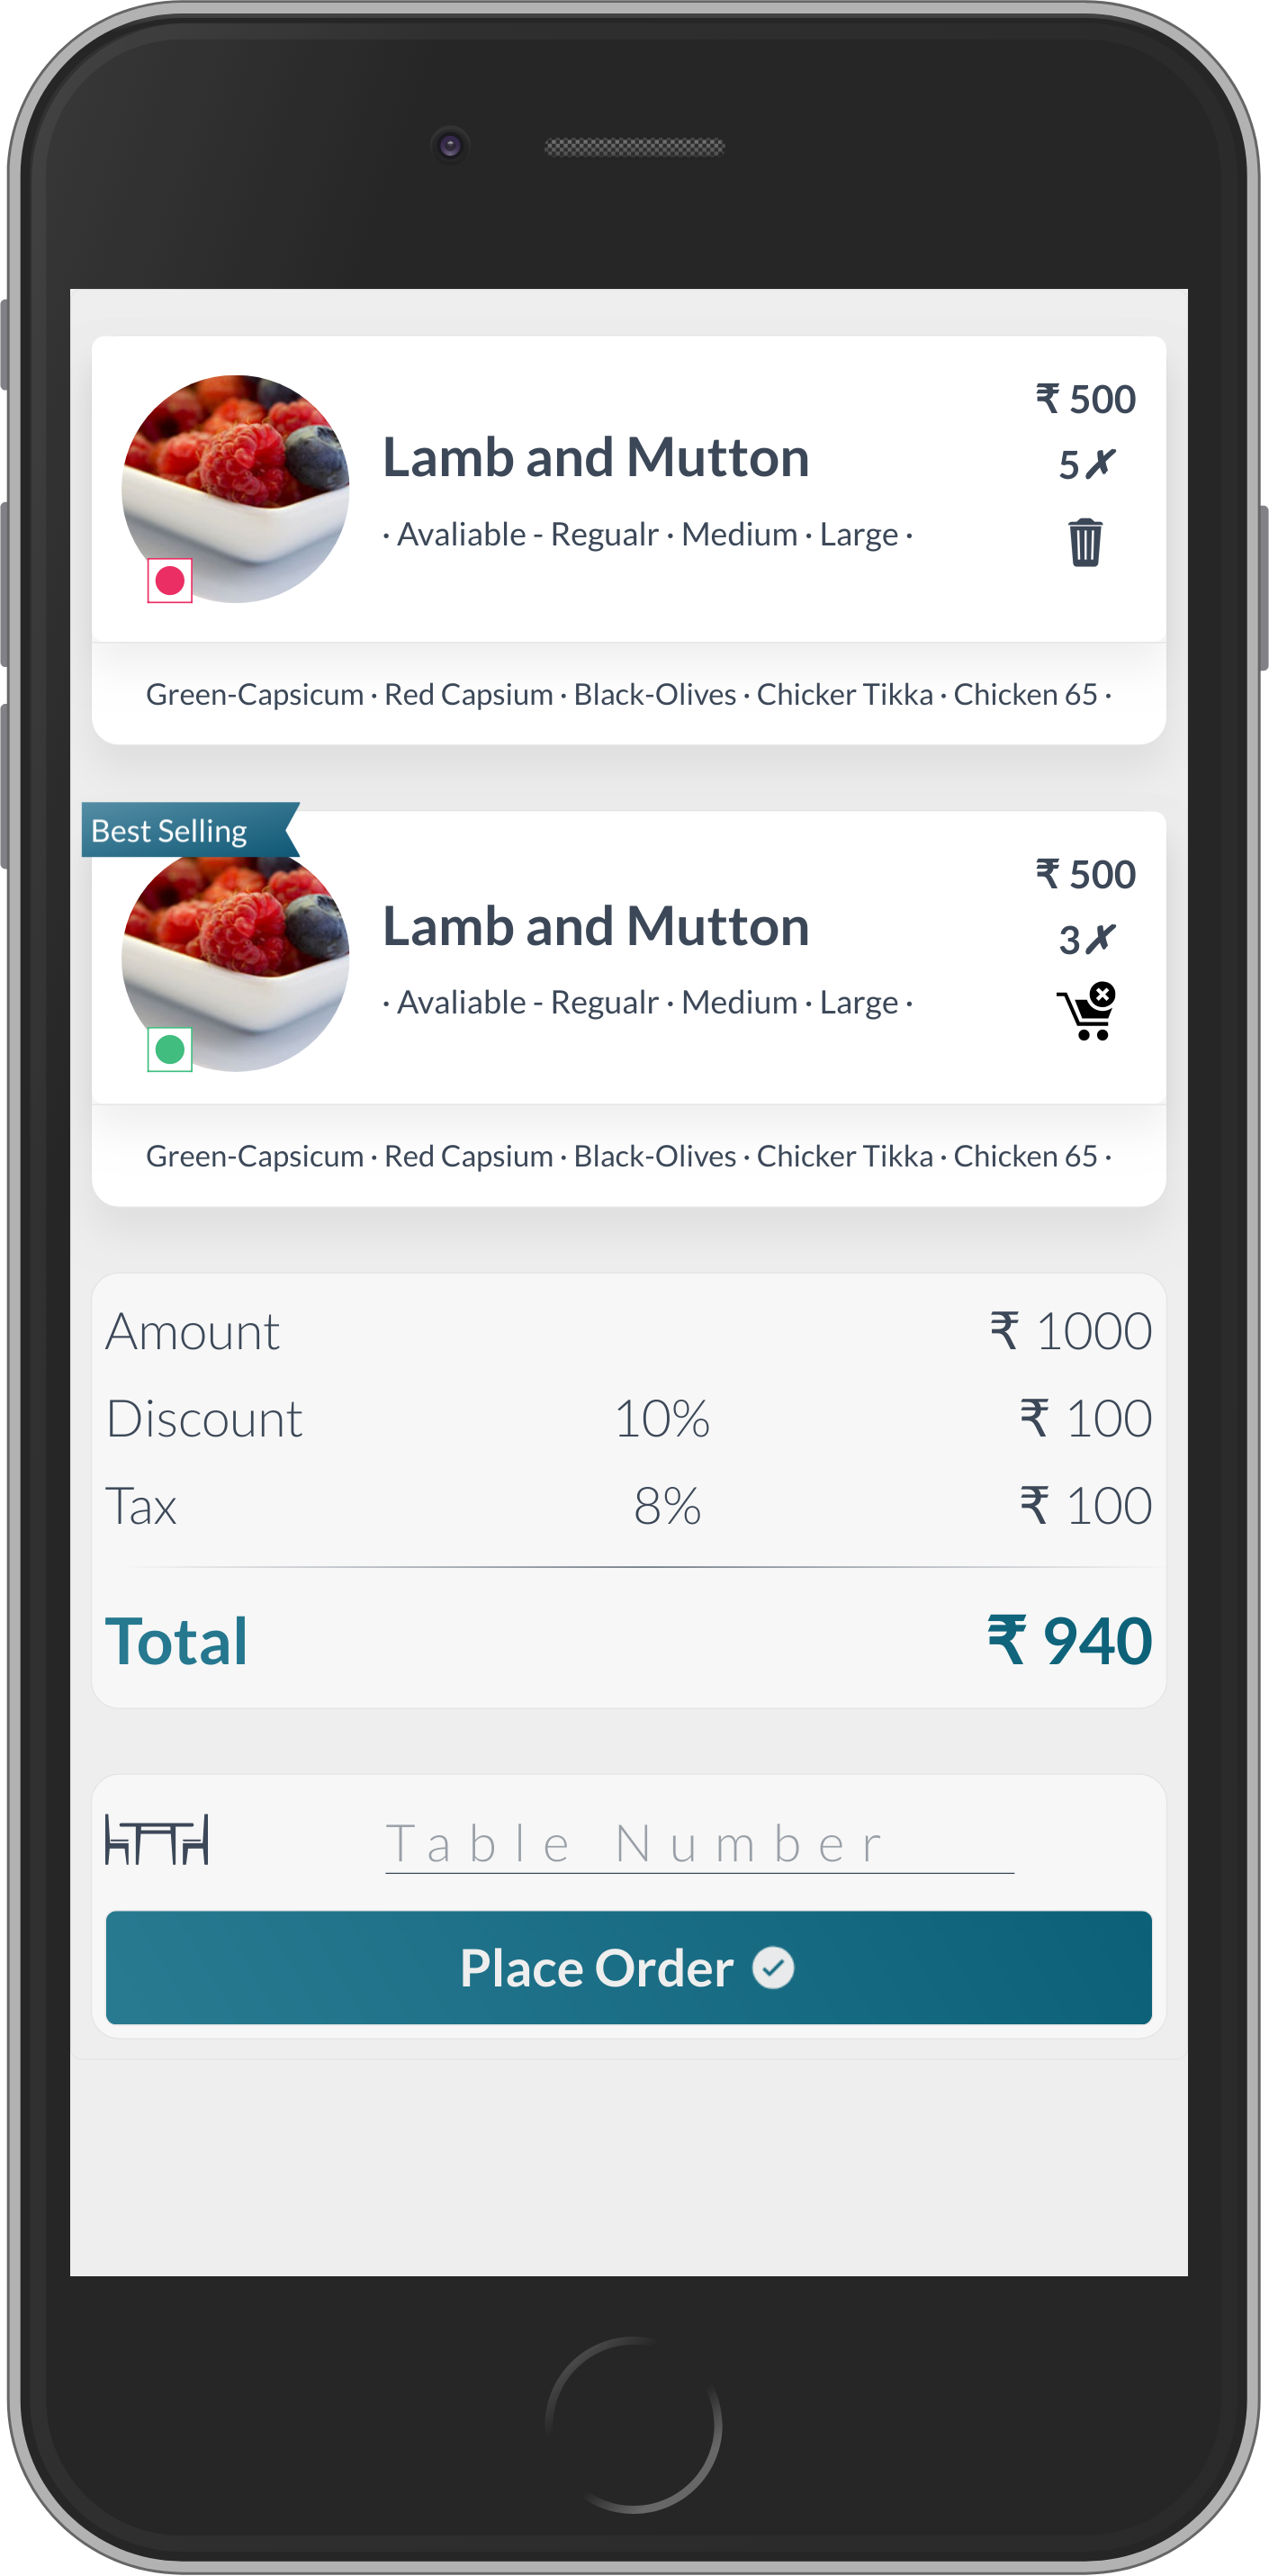 ₹ 500
Lamb and Mutton
5✗
· Avaliable - Regualr · Medium · Large ·
Green-Capsicum · Red Capsium · Black-Olives · Chicker Tikka · Chicken 65 ·
Best Selling
₹ 500
Lamb and Mutton
3✗
· Avaliable - Regualr · Medium · Large ·
Green-Capsicum · Red Capsium · Black-Olives · Chicker Tikka · Chicken 65 ·
Amount ₹ 1000
Discount 10% ₹ 100
Tax 8% ₹ 100
Total ₹ 940
Table Number
Place Order